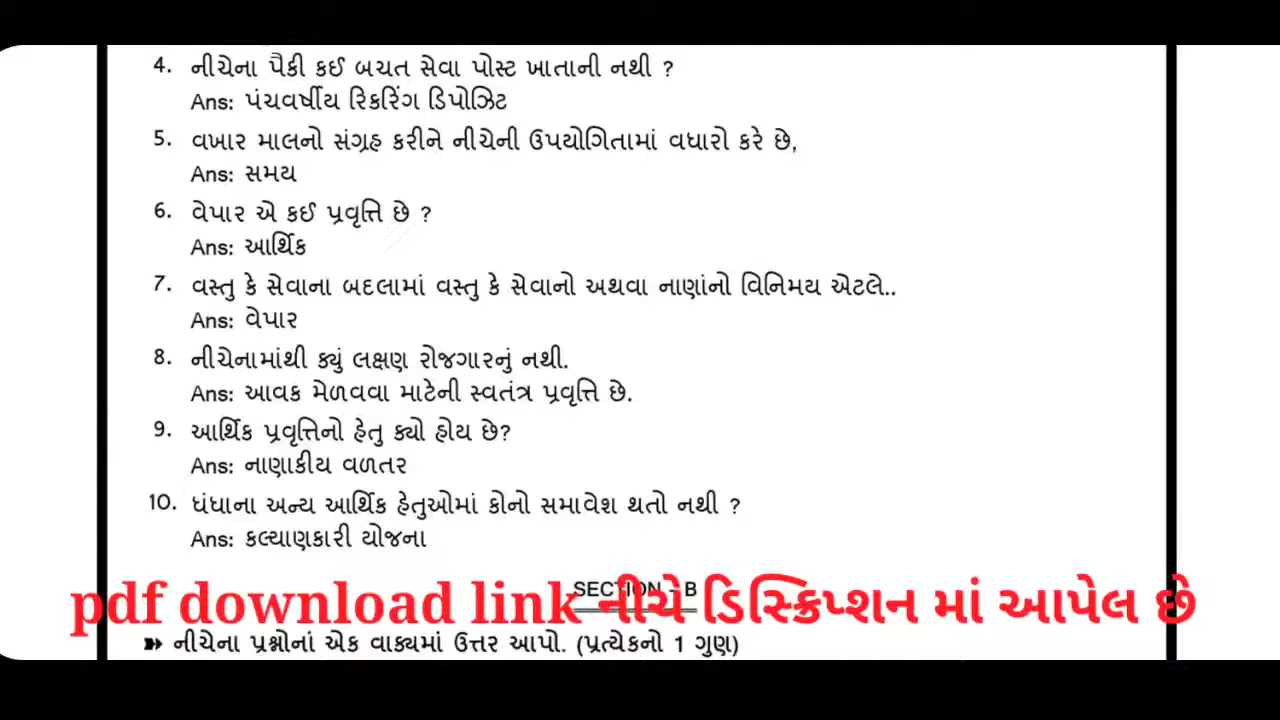 4. નીચેના પૈકી કઈ બચત સેવા પોસ્ટ ખાતાની નથી ?
Ans: પંચવર્ષીય રિકરિંગ ડિપોઝિટ
5. વખાર માલનો સંગ્રહ કરીને નીચેની ઉપયોગિતામાં વધારો કરે છે,
Ans: સમય
6. વેપાર એ કઈ પ્રવૃત્તિ છે ?
Ans: આર્થિક
7. વસ્તુ કે સેવાના બદલામાં વસ્તુ કે સેવાનો અથવા નાણાંનો વિનિમય એટલે..
Ans: વેપાર
8. નીચેનામાંથી ક્યું લક્ષણ રોજગારનું નથી.
Ans: આવક મેળવવા માટેની સ્વતંત્ર પ્રવૃત્તિ છે.
9. આર્થિક પ્રવૃત્તિનો હેતુ ક્યો હોય છે?
Ans: નાણાકીય વળતર
10. ધંધાના અન્ય આર્થિક હેતુઓમાં કોનો સમાવેશ થતો નથી ?
Ans: કલ્યાણકારી યોજના
SECTION - B
pdf download link નીચે ડિસ્ક્રિપ્શન માં આપેલ છે
➽ નીચેના પ્રશ્નોનાં એક વાક્યમાં ઉત્તર આપો. (પ્રત્યેકનો 1 ગુણ)